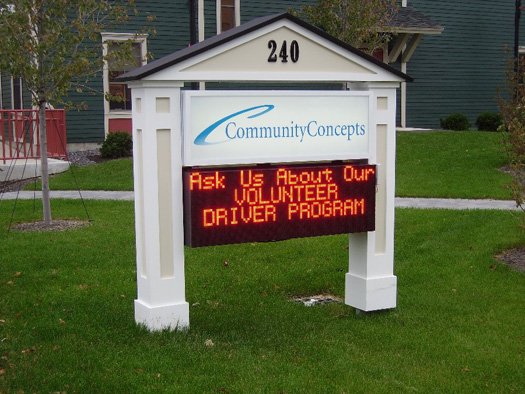 240
CommunityConcepts
Ask Us About Our
VOLUNTEER
DRIVER PROGRAM